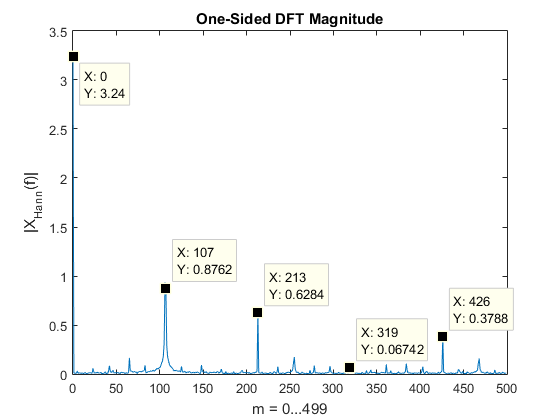 One-Sided DFT Magnitude
3.5
3
2.5
2
1.5
1
0.5
0
|X_Hann(f)|
X: 0
Y: 3.24
X: 107
Y: 0.8762
X: 213
Y: 0.6284
X: 319
Y: 0.06742
X: 426
Y: 0.3788
0 50 100 150 200 250 300 350 400 450 500
m = 0...499